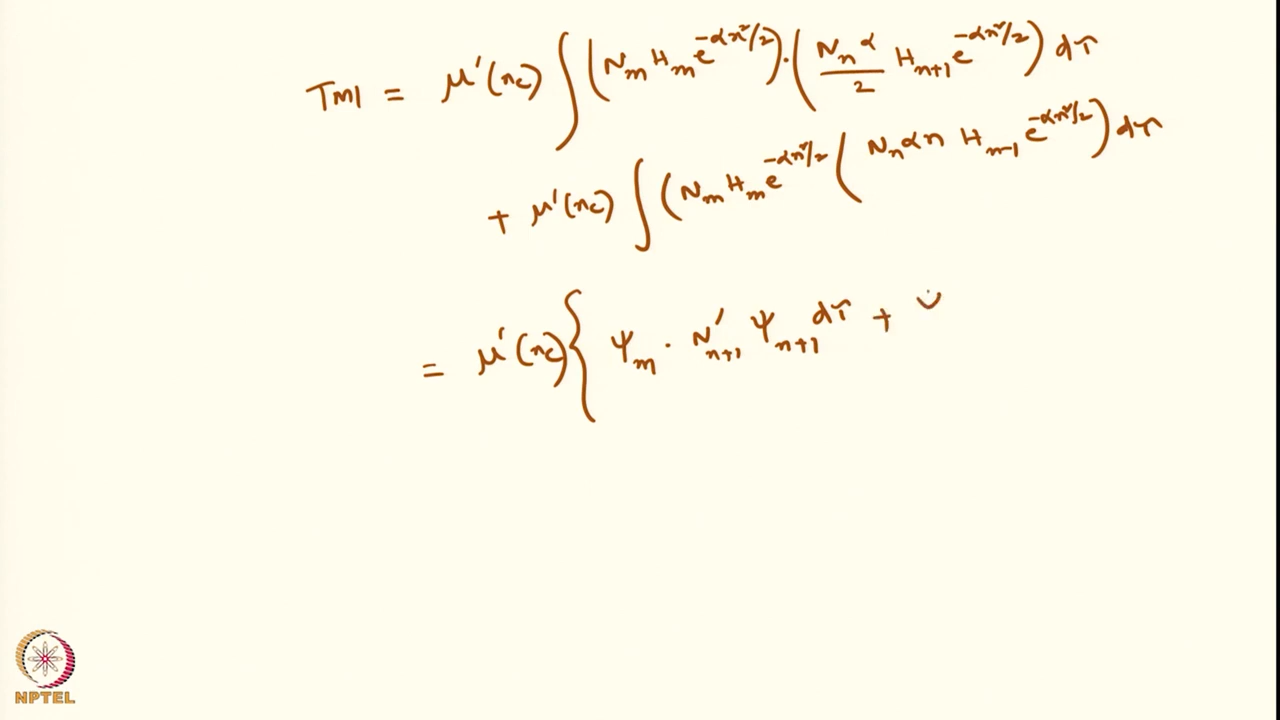 TMI = μ'(x_c) ∫ (N_m H_m e^{-αx²/2}) · (N_n α / 2 H_{n+1} e^{-αx²/2}) dτ
+ μ'(x_c) ∫ (N_m H_m e^{-αx²/2} (N_n α n H_{n-1} e^{-αx²/2}) dτ
= μ'(x_c) { ψ_m · N'_{n+1} ψ_{n+1} dτ +
NPTEL